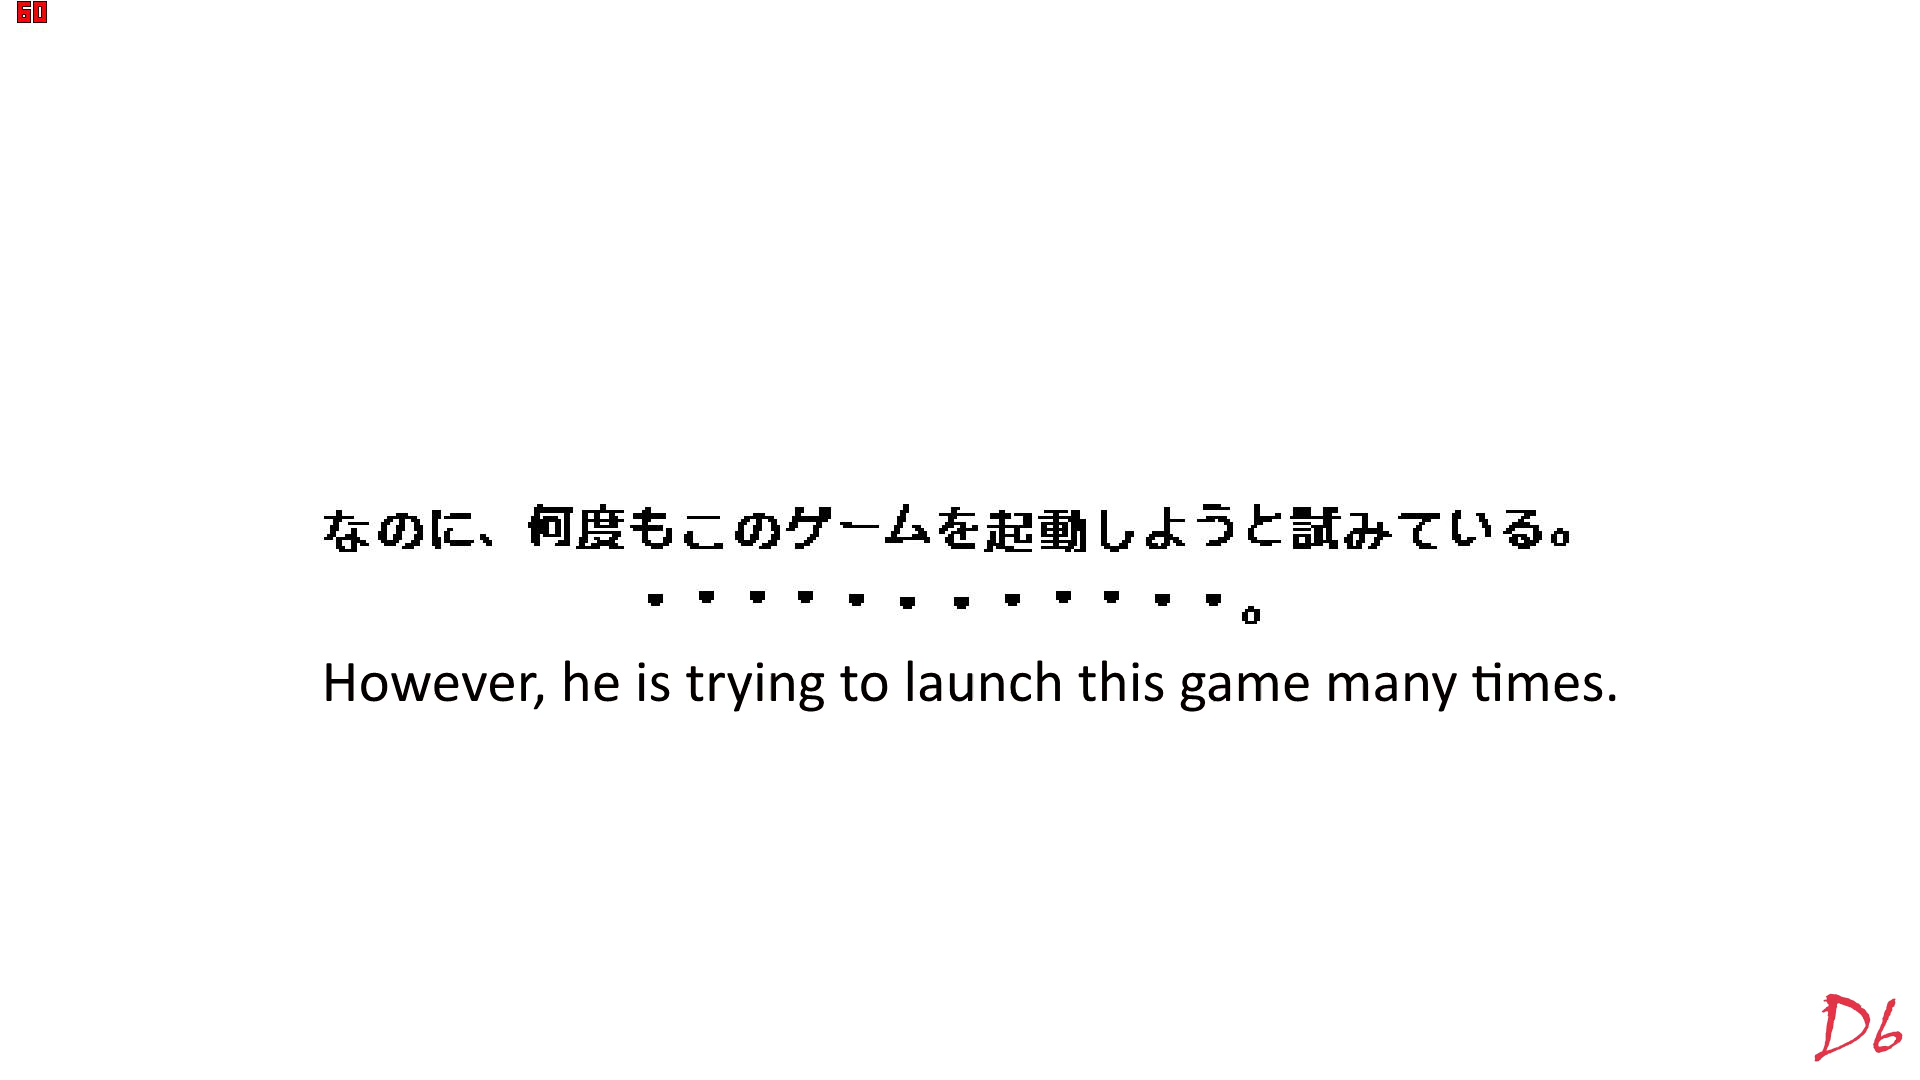 60
なのに、何度もこのゲームを起動しようと試みている。
・・・・・・・・・・・・。
However, he is trying to launch this game many times.
D6